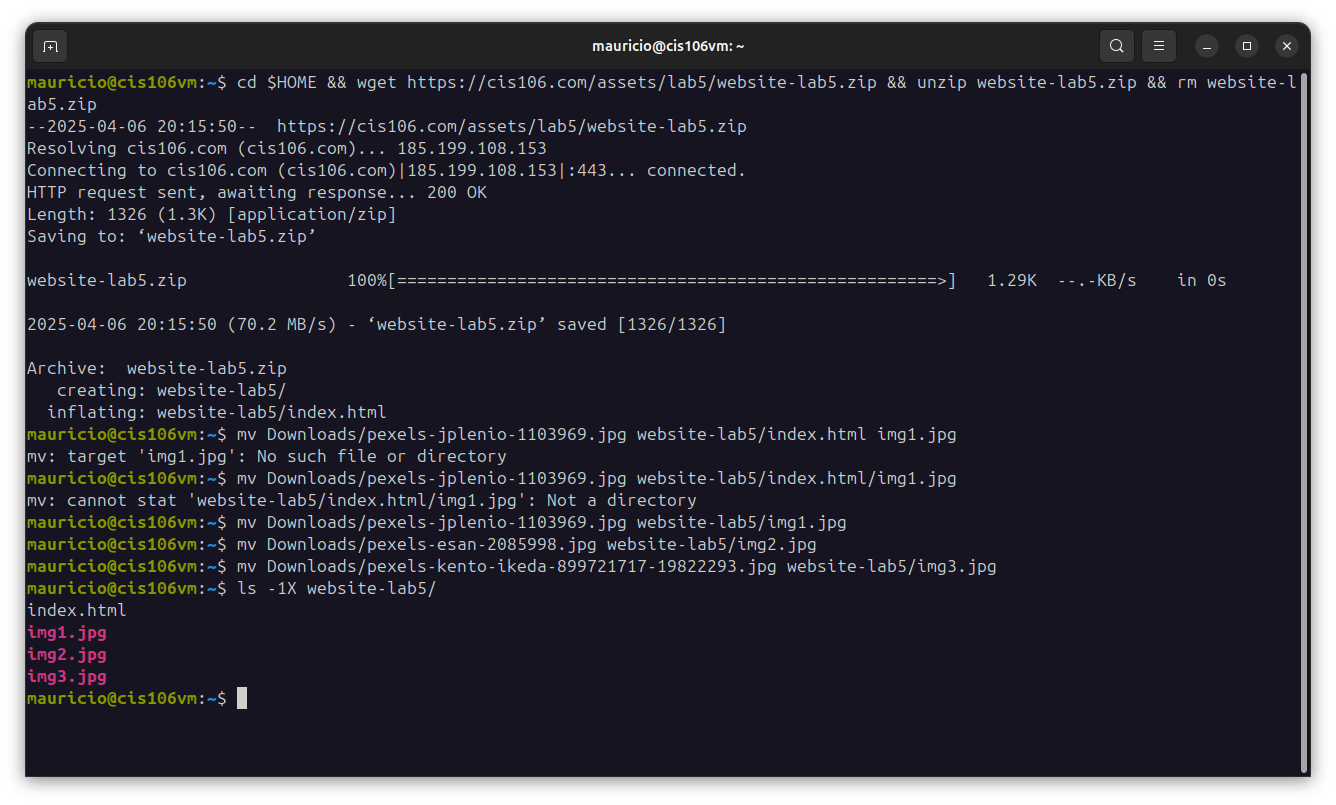 mauricio@cis106vm: ~
mauricio@cis106vm:~$ cd $HOME && wget https://cis106.com/assets/lab5/website-lab5.zip && unzip website-lab5.zip && rm website-l
ab5.zip
--2025-04-06 20:15:50--  https://cis106.com/assets/lab5/website-lab5.zip
Resolving cis106.com (cis106.com)... 185.199.108.153
Connecting to cis106.com (cis106.com)|185.199.108.153|:443... connected.
HTTP request sent, awaiting response... 200 OK
Length: 1326 (1.3K) [application/zip]
Saving to: ‘website-lab5.zip’
website-lab5.zip                100%[======================================================>]   1.29K  --.-KB/s    in 0s
2025-04-06 20:15:50 (70.2 MB/s) - ‘website-lab5.zip’ saved [1326/1326]
Archive:  website-lab5.zip
   creating: website-lab5/
  inflating: website-lab5/index.html
mauricio@cis106vm:~$ mv Downloads/pexels-jplenio-1103969.jpg website-lab5/index.html img1.jpg
mv: target 'img1.jpg': No such file or directory
mauricio@cis106vm:~$ mv Downloads/pexels-jplenio-1103969.jpg website-lab5/index.html/img1.jpg
mv: cannot stat 'website-lab5/index.html/img1.jpg': Not a directory
mauricio@cis106vm:~$ mv Downloads/pexels-jplenio-1103969.jpg website-lab5/img1.jpg
mauricio@cis106vm:~$ mv Downloads/pexels-esan-2085998.jpg website-lab5/img2.jpg
mauricio@cis106vm:~$ mv Downloads/pexels-kento-ikeda-899721717-19822293.jpg website-lab5/img3.jpg
mauricio@cis106vm:~$ ls -1X website-lab5/
index.html
img1.jpg
img2.jpg
img3.jpg
mauricio@cis106vm:~$